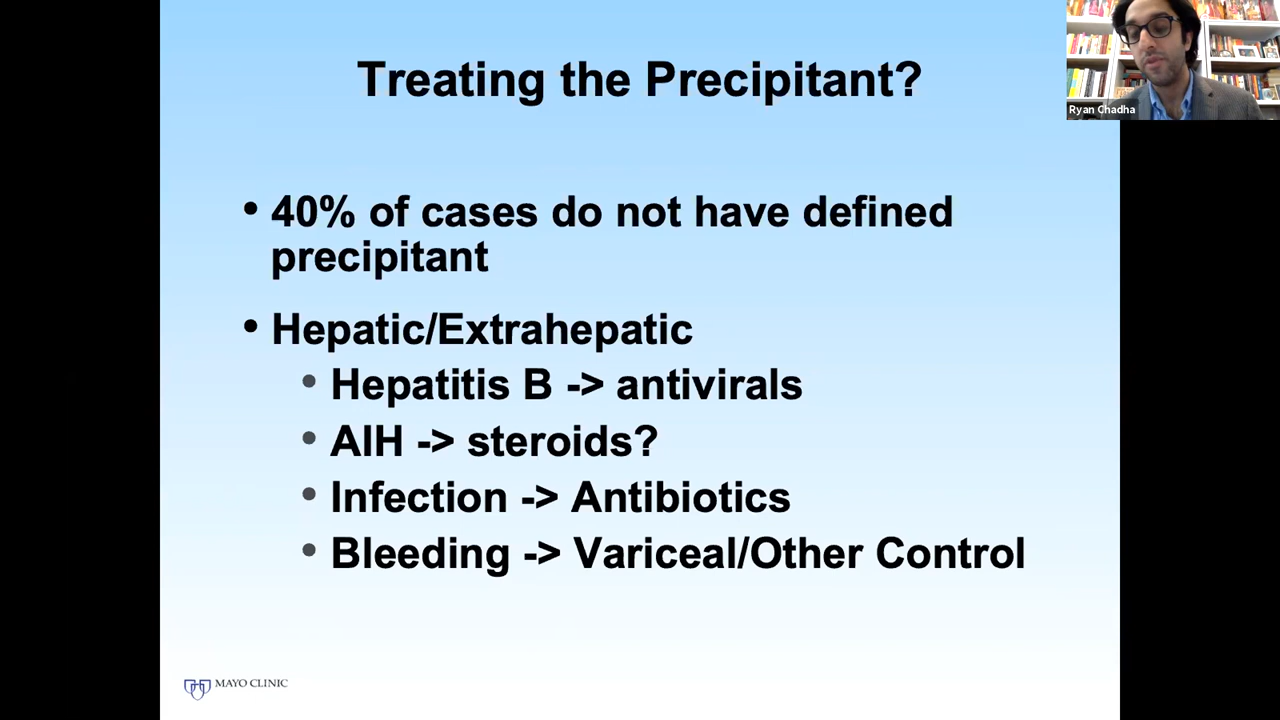 Treating the Precipitant?
Ryan Chadha
• 40% of cases do not have defined
precipitant
• Hepatic/Extrahepatic
• Hepatitis B -> antivirals
• AIH -> steroids?
• Infection -> Antibiotics
• Bleeding -> Variceal/Other Control
MAYO CLINIC